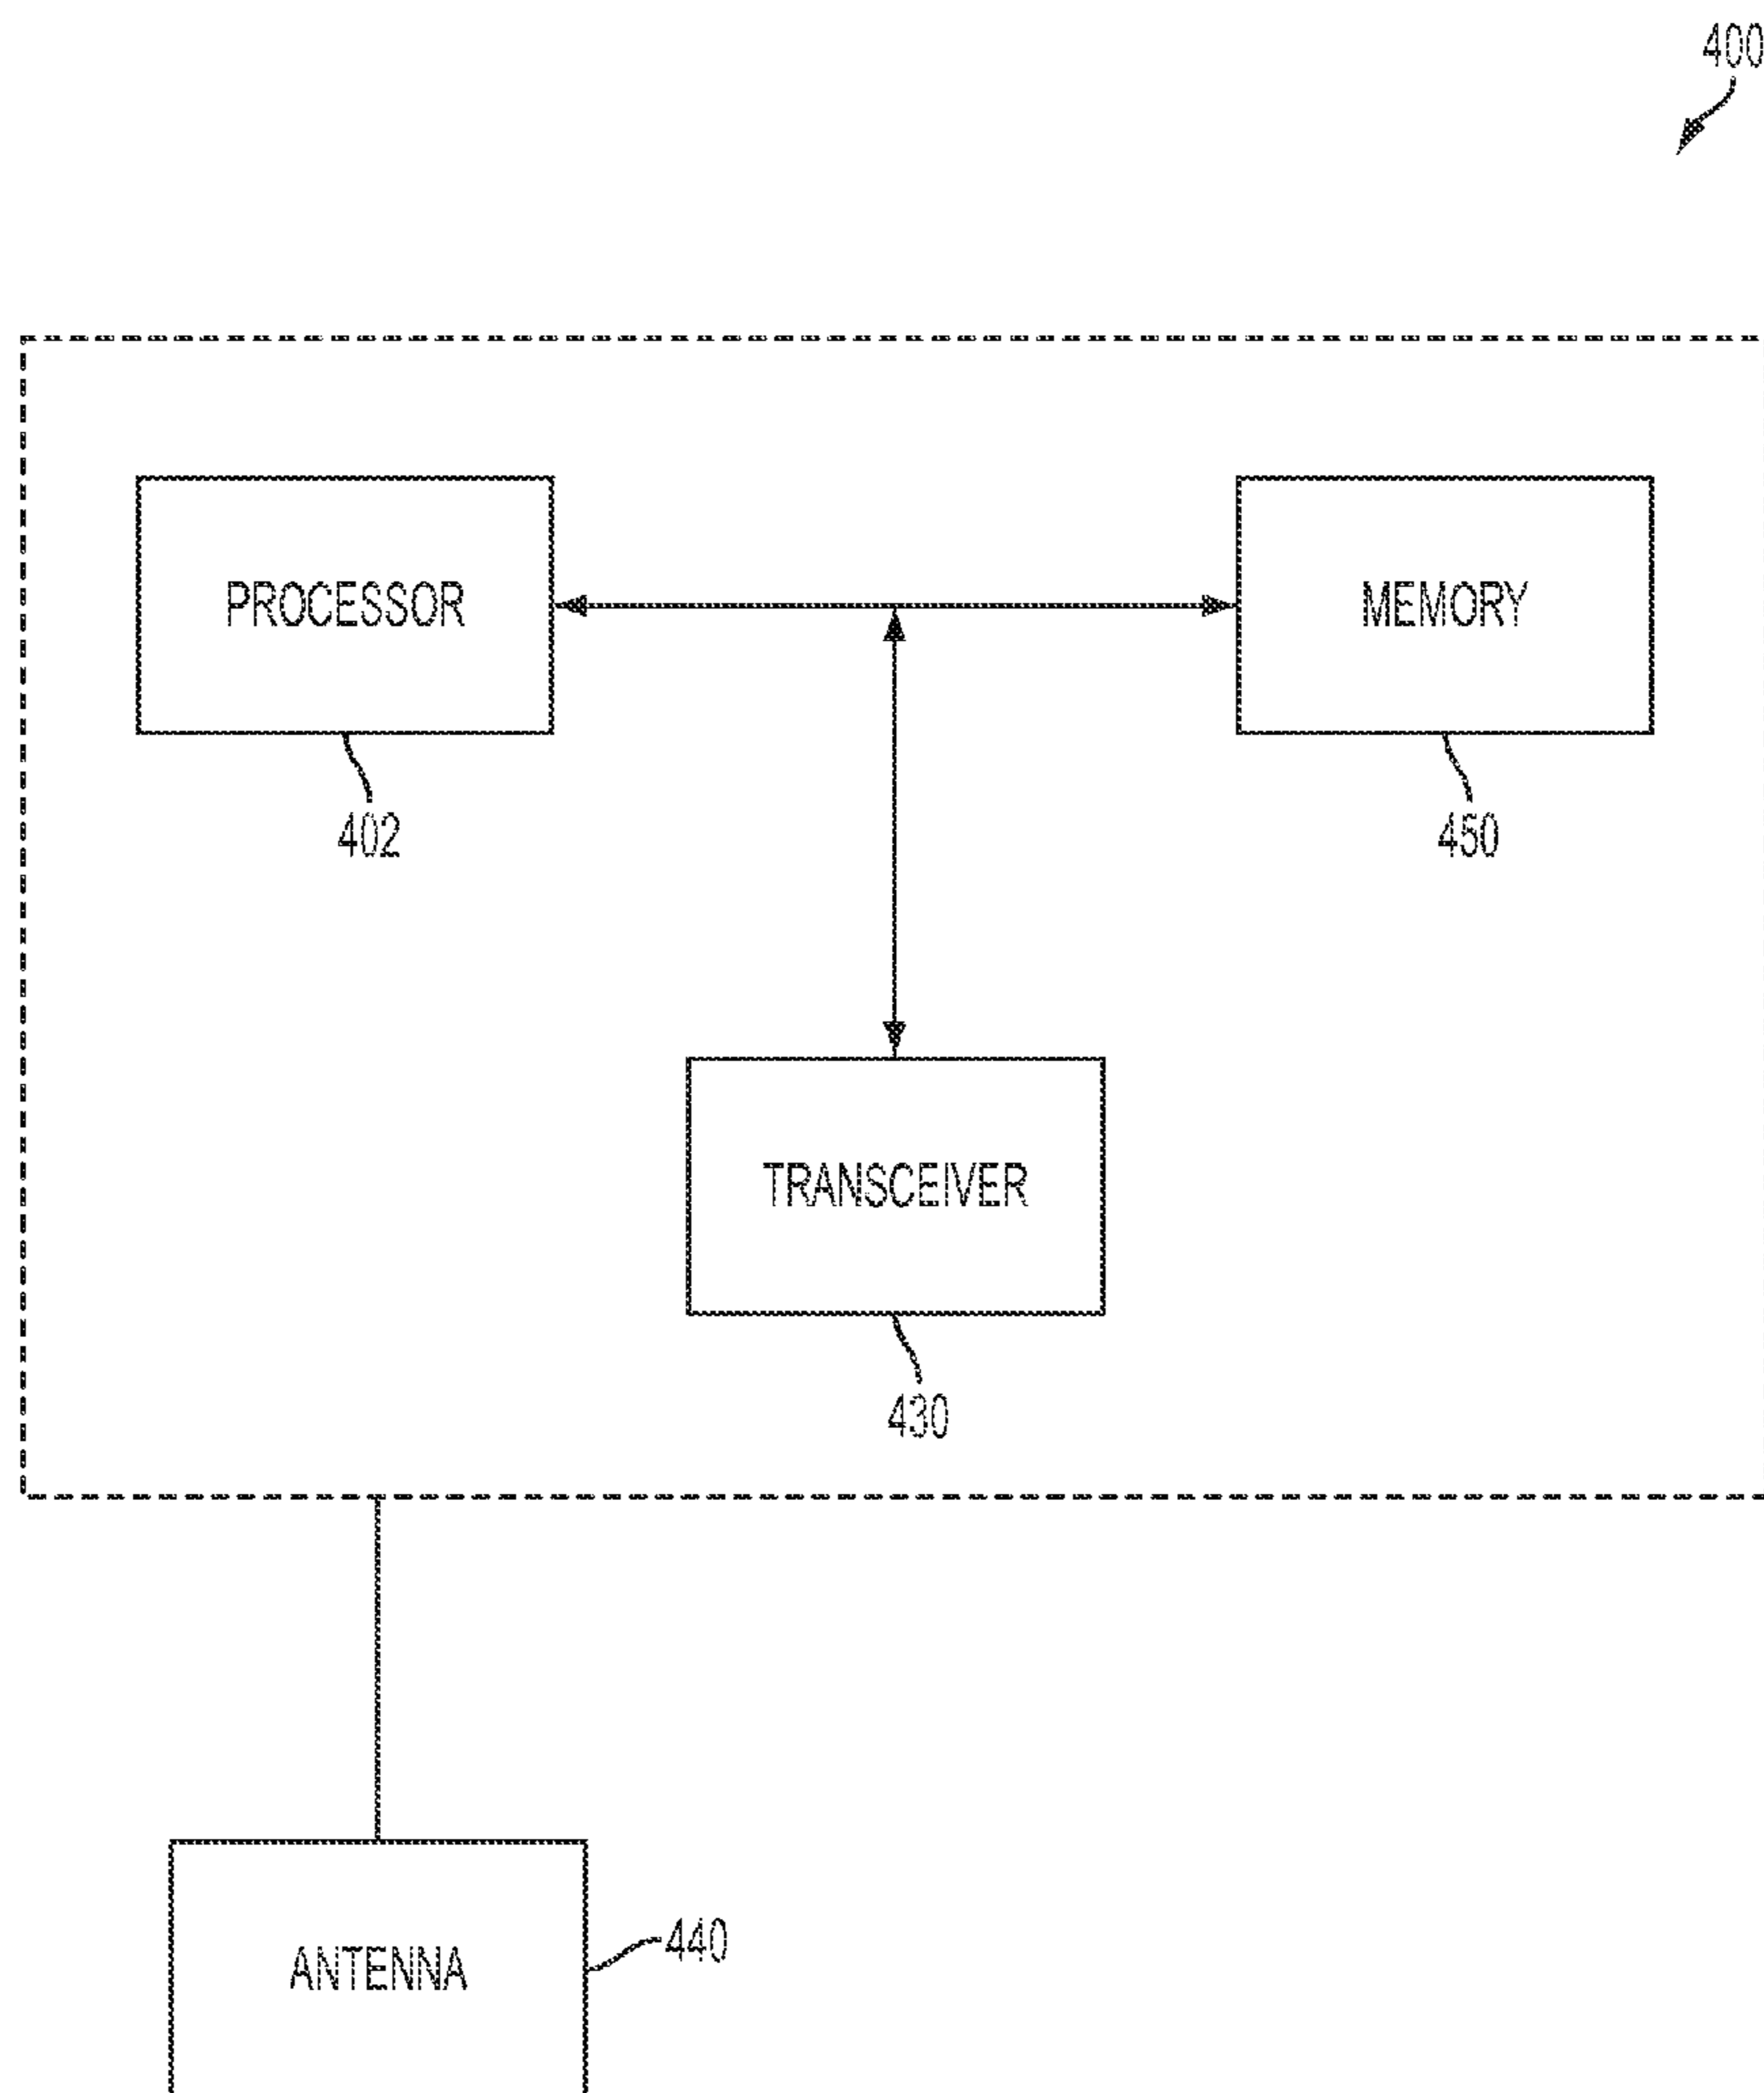 400
PROCESSOR
MEMORY
402
450
TRANSCEIVER
430
ANTENNA
440